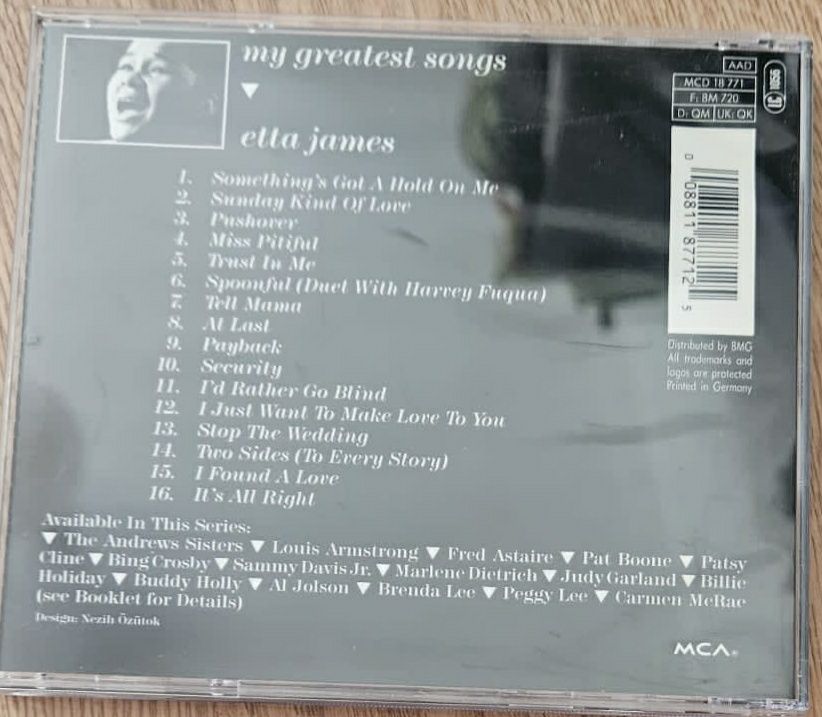 my greatest songs
▼
etta james
AAD
MCD 18 771
F: BM 720
D: QM UK: QK
LC 1056
1. Something's Got A Hold On Me
2. Sunday Kind Of Love
3. Pushover
4. Miss Pitiful
5. Trust In Me
6. Spoonful (Duet With Harvey Fuqua)
7. Tell Mama
8. At Last
9. Payback
10. Security
11. I'd Rather Go Blind
12. I Just Want To Make Love To You
13. Stop The Wedding
14. Two Sides (To Every Story)
15. I Found A Love
16. It's All Right
0 08811 87712 5
Distributed by BMG
All trademarks and
logos are protected
Printed in Germany
Available In This Series:
▼ The Andrews Sisters ▼ Louis Armstrong ▼ Fred Astaire ▼ Pat Boone ▼ Patsy
Cline ▼ Bing Crosby ▼ Sammy Davis Jr. ▼ Marlene Dietrich ▼ Judy Garland ▼ Billie
Holiday ▼ Buddy Holly ▼ Al Jolson ▼ Brenda Lee ▼ Peggy Lee ▼ Carmen McRae
(see Booklet for Details)
Design: Nezih Özütok
MCA®